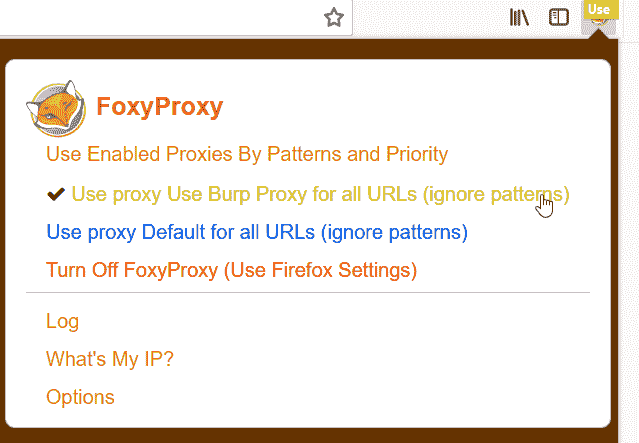 Use
FoxyProxy
Use Enabled Proxies By Patterns and Priority
Use proxy Use Burp Proxy for all URLs (ignore patterns)
Use proxy Default for all URLs (ignore patterns)
Turn Off FoxyProxy (Use Firefox Settings)
Log
What's My IP?
Options